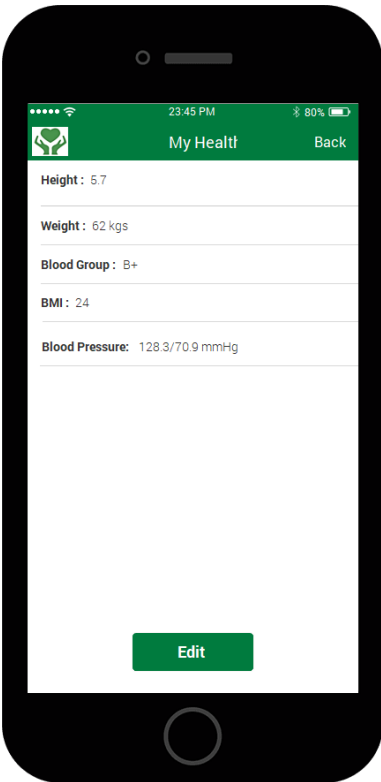 23:45 PM 80%
My Health Back
Height : 5.7
Weight : 62 kgs
Blood Group : B+
BMI : 24
Blood Pressure: 128.3/70.9 mmHg
Edit